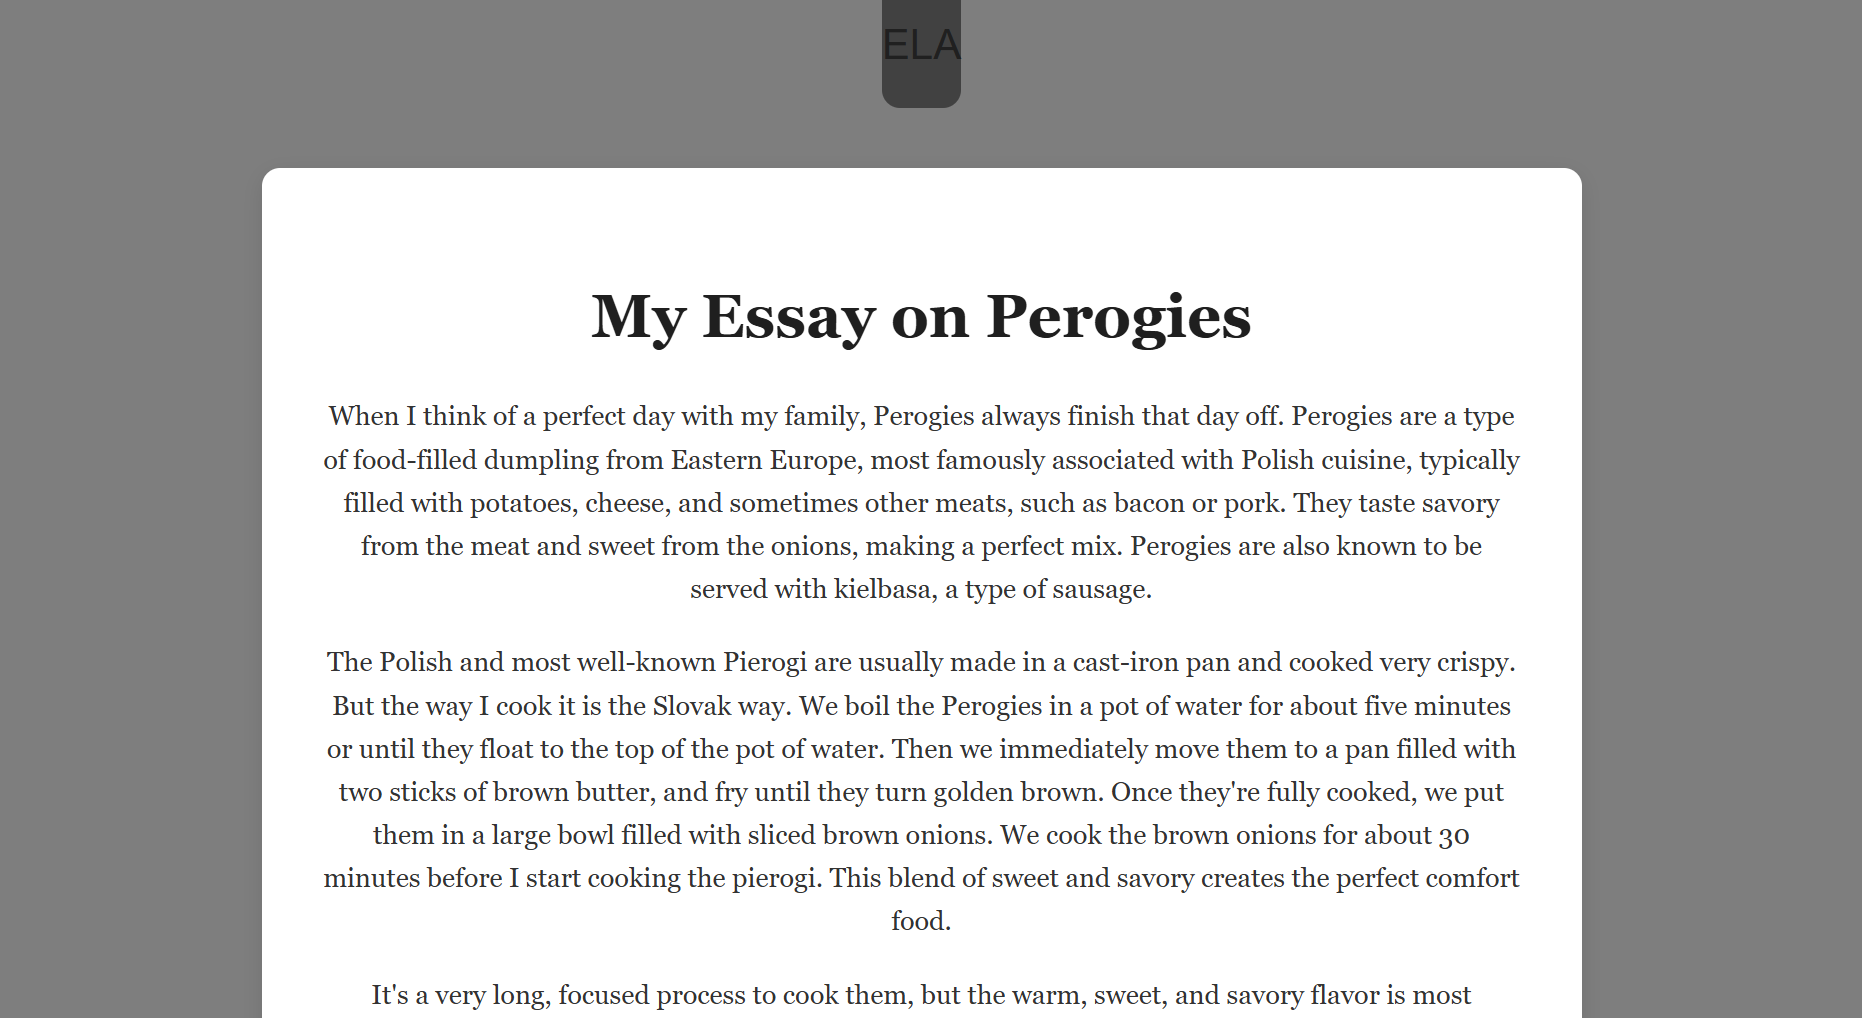 ELA
My Essay on Perogies
When I think of a perfect day with my family, Perogies always finish that day off. Perogies are a type
of food-filled dumpling from Eastern Europe, most famously associated with Polish cuisine, typically
filled with potatoes, cheese, and sometimes other meats, such as bacon or pork. They taste savory
from the meat and sweet from the onions, making a perfect mix. Perogies are also known to be
served with kielbasa, a type of sausage.
The Polish and most well-known Pierogi are usually made in a cast-iron pan and cooked very crispy.
But the way I cook it is the Slovak way. We boil the Perogies in a pot of water for about five minutes
or until they float to the top of the pot of water. Then we immediately move them to a pan filled with
two sticks of brown butter, and fry until they turn golden brown. Once they're fully cooked, we put
them in a large bowl filled with sliced brown onions. We cook the brown onions for about 30
minutes before I start cooking the pierogi. This blend of sweet and savory creates the perfect comfort
food.
It's a very long, focused process to cook them, but the warm, sweet, and savory flavor is most